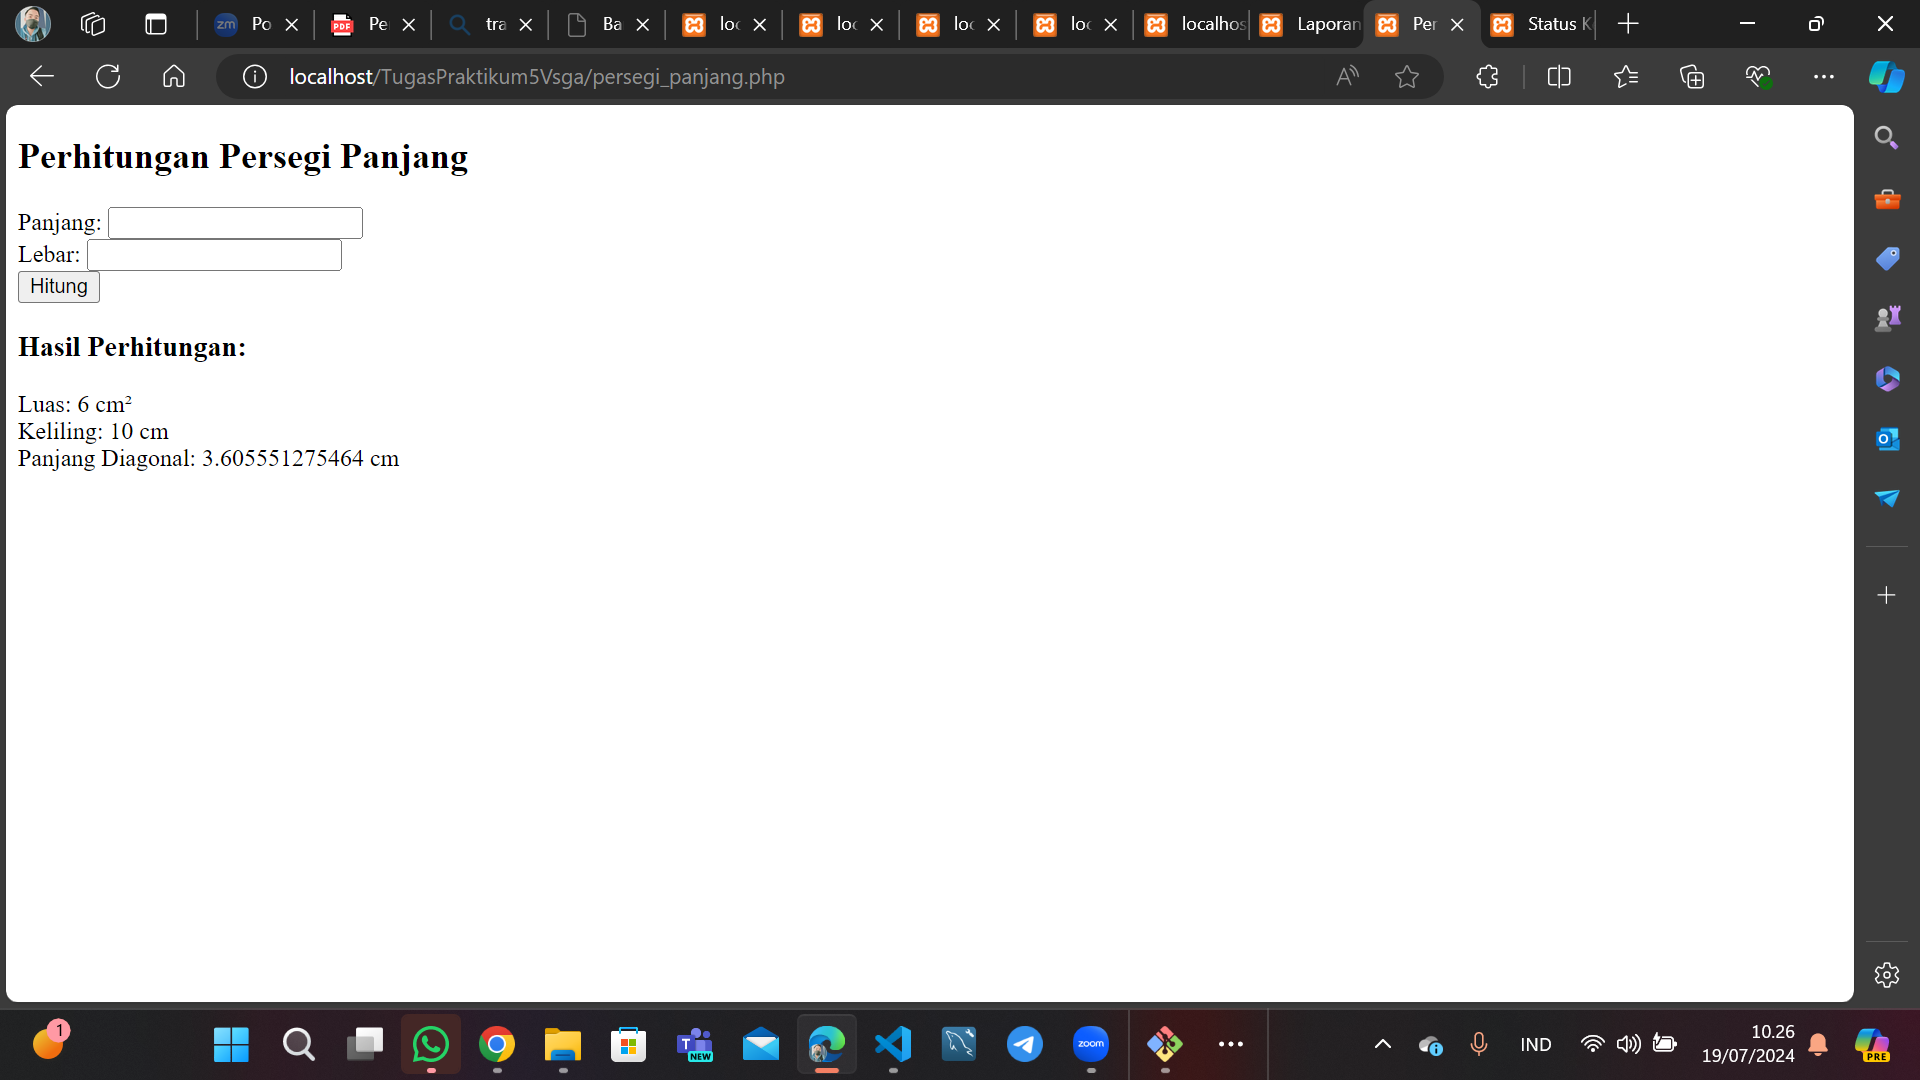 zm Po
PDF Pe
tra
Ba
loc
loc
loc
loc
localhos
Laporan
Per
Status K
localhost/TugasPraktikum5Vsga/persegi_panjang.php
Perhitungan Persegi Panjang
Panjang:
Lebar:
Hitung
Hasil Perhitungan:
Luas: 6 cm²
Keliling: 10 cm
Panjang Diagonal: 3.605551275464 cm
1
NEW
zoom
IND
10.26
19/07/2024
PRE